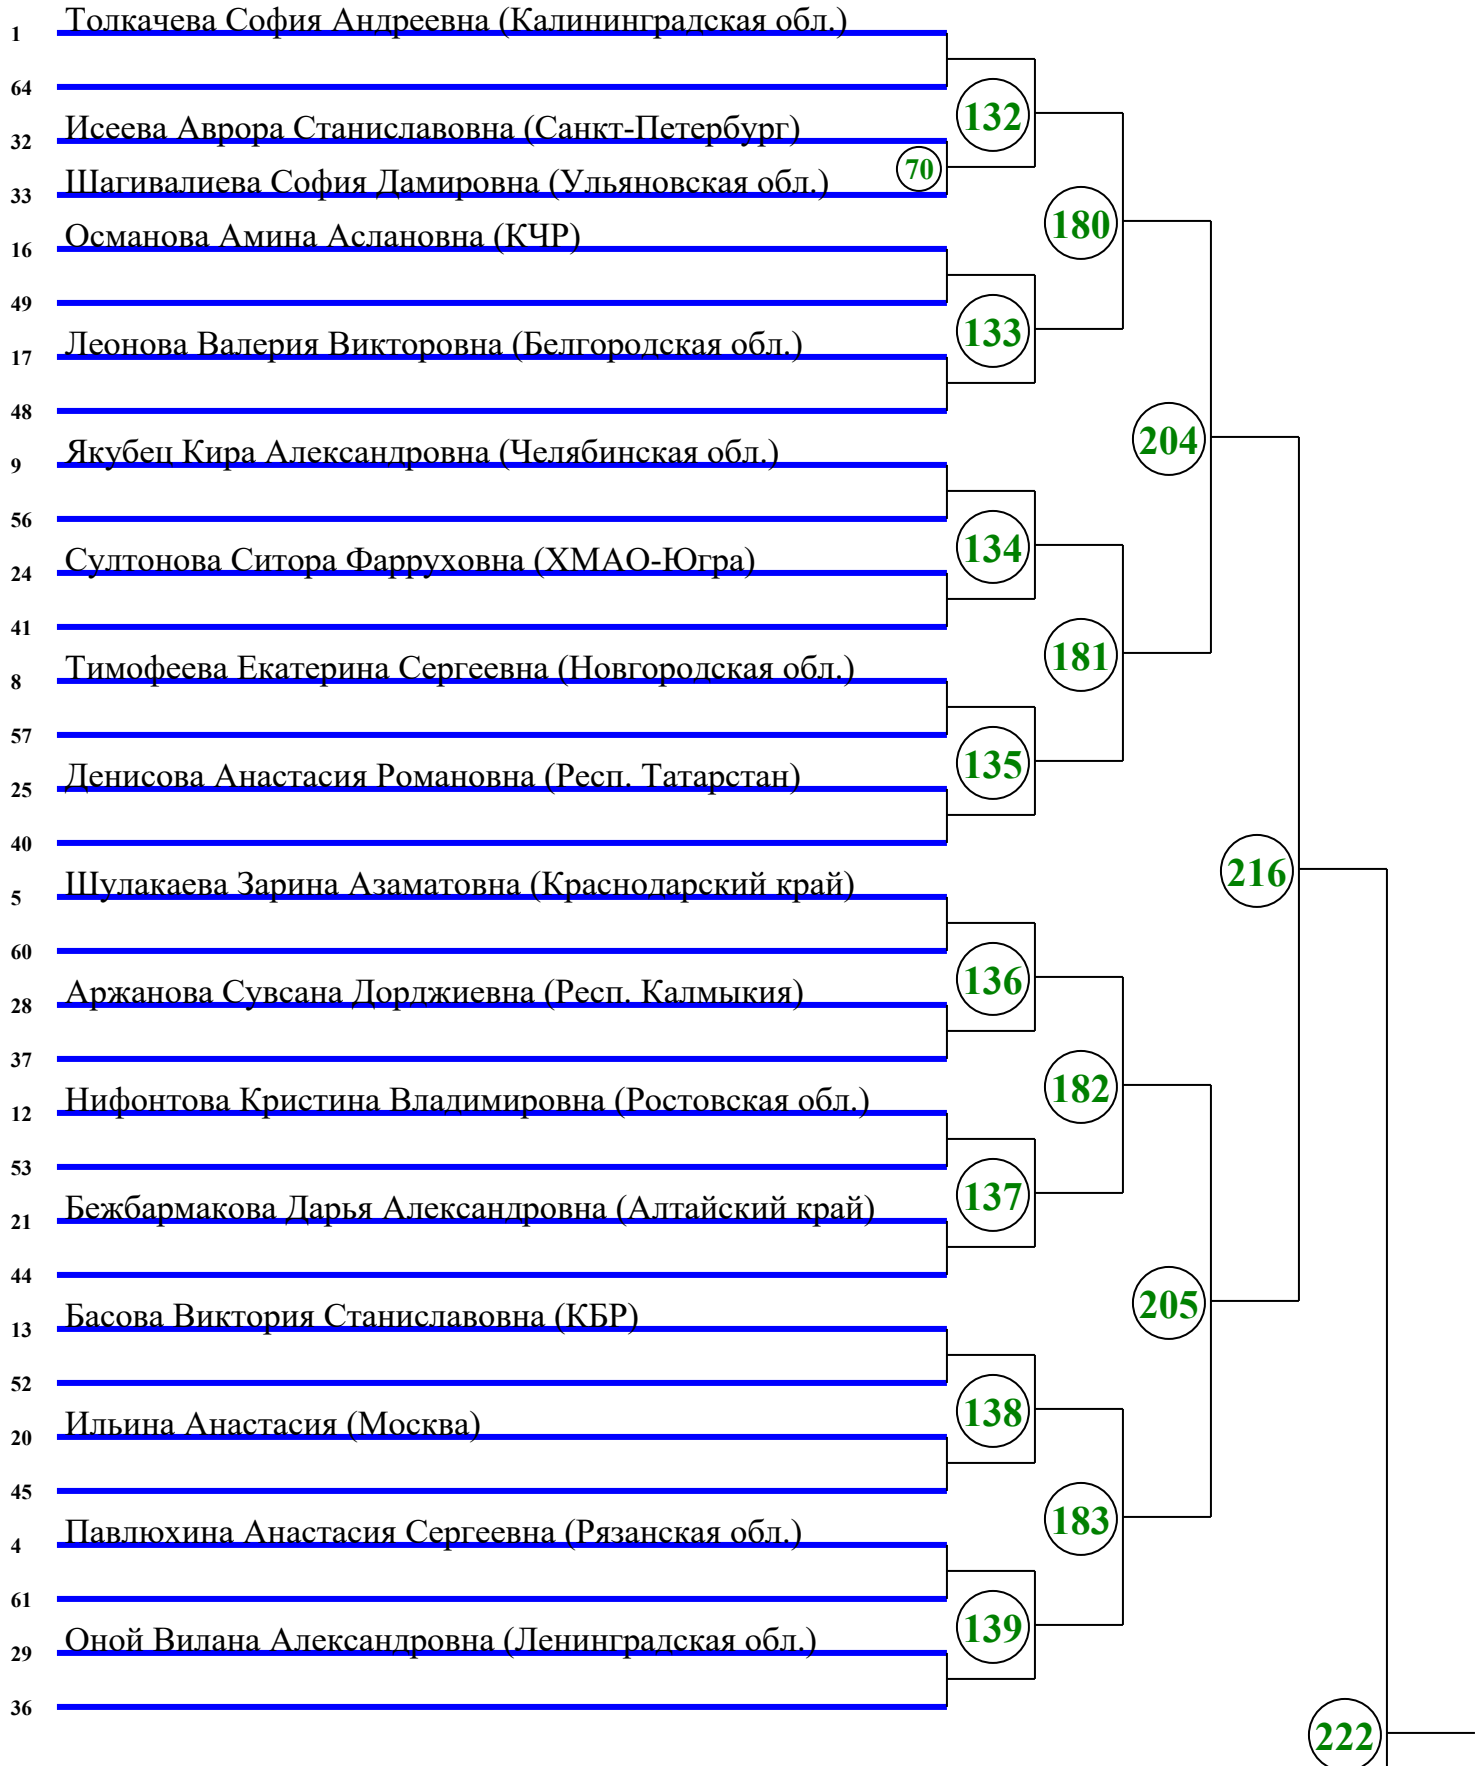 1 Толкачева София Андреевна (Калининградская обл.)
64
132
32 Исеева Аврора Станиславовна (Санкт-Петербург)
70
33 Шагивалиева София Дамировна (Ульяновская обл.)
180
16 Османова Амина Аслановна (КЧР)
49
133
17 Леонова Валерия Викторовна (Белгородская обл.)
48
204
9 Якубец Кира Александровна (Челябинская обл.)
56
134
24 Султонова Ситора Фарруховна (ХМАО-Югра)
41
181
8 Тимофеева Екатерина Сергеевна (Новгородская обл.)
57
135
25 Денисова Анастасия Романовна (Респ. Татарстан)
40
216
5 Шулакаева Зарина Азаматовна (Краснодарский край)
60
136
28 Аржанова Сувсана Дорджиевна (Респ. Калмыкия)
37
182
12 Нифонтова Кристина Владимировна (Ростовская обл.)
53
137
21 Бежбармакова Дарья Александровна (Алтайский край)
44
205
13 Басова Виктория Станиславовна (КБР)
52
138
20 Ильина Анастасия (Москва)
45
183
4 Павлюхина Анастасия Сергеевна (Рязанская обл.)
61
139
29 Оной Вилана Александровна (Ленинградская обл.)
36
222